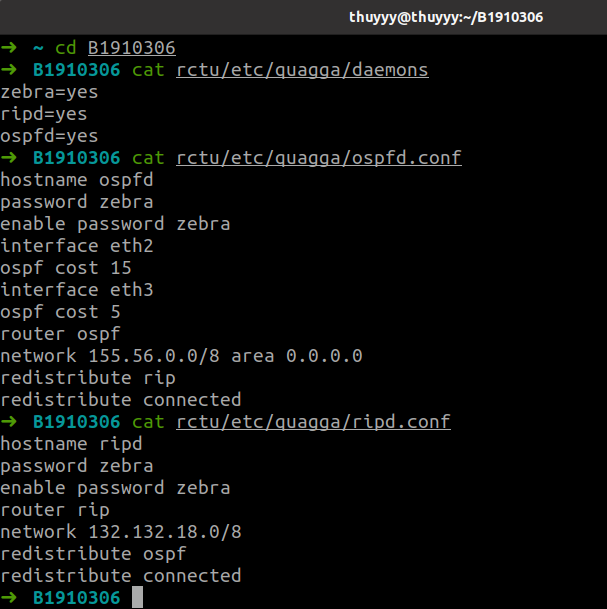 thuyyy@thuyyy:~/B1910306
➜ ~ cd B1910306
➜ B1910306 cat rctu/etc/quagga/daemons
zebra=yes
ripd=yes
ospfd=yes
➜ B1910306 cat rctu/etc/quagga/ospfd.conf
hostname ospfd
password zebra
enable password zebra
interface eth2
ospf cost 15
interface eth3
ospf cost 5
router ospf
network 155.56.0.0/8 area 0.0.0.0
redistribute rip
redistribute connected
➜ B1910306 cat rctu/etc/quagga/ripd.conf
hostname ripd
password zebra
enable password zebra
router rip
network 132.132.18.0/8
redistribute ospf
redistribute connected
➜ B1910306